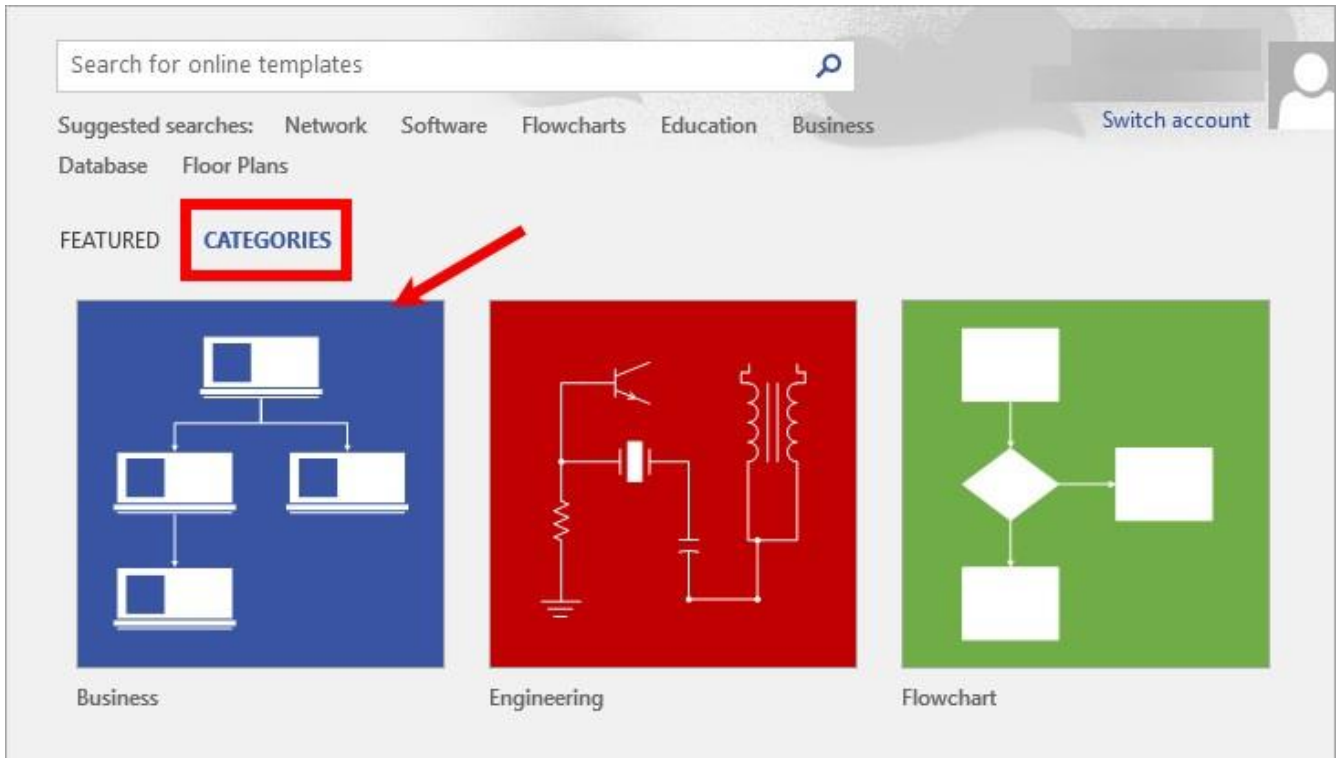 Search for online templates
Suggested searches: Network Software Flowcharts Education Business
Switch account
Database Floor Plans
FEATURED CATEGORIES
Business Engineering Flowchart